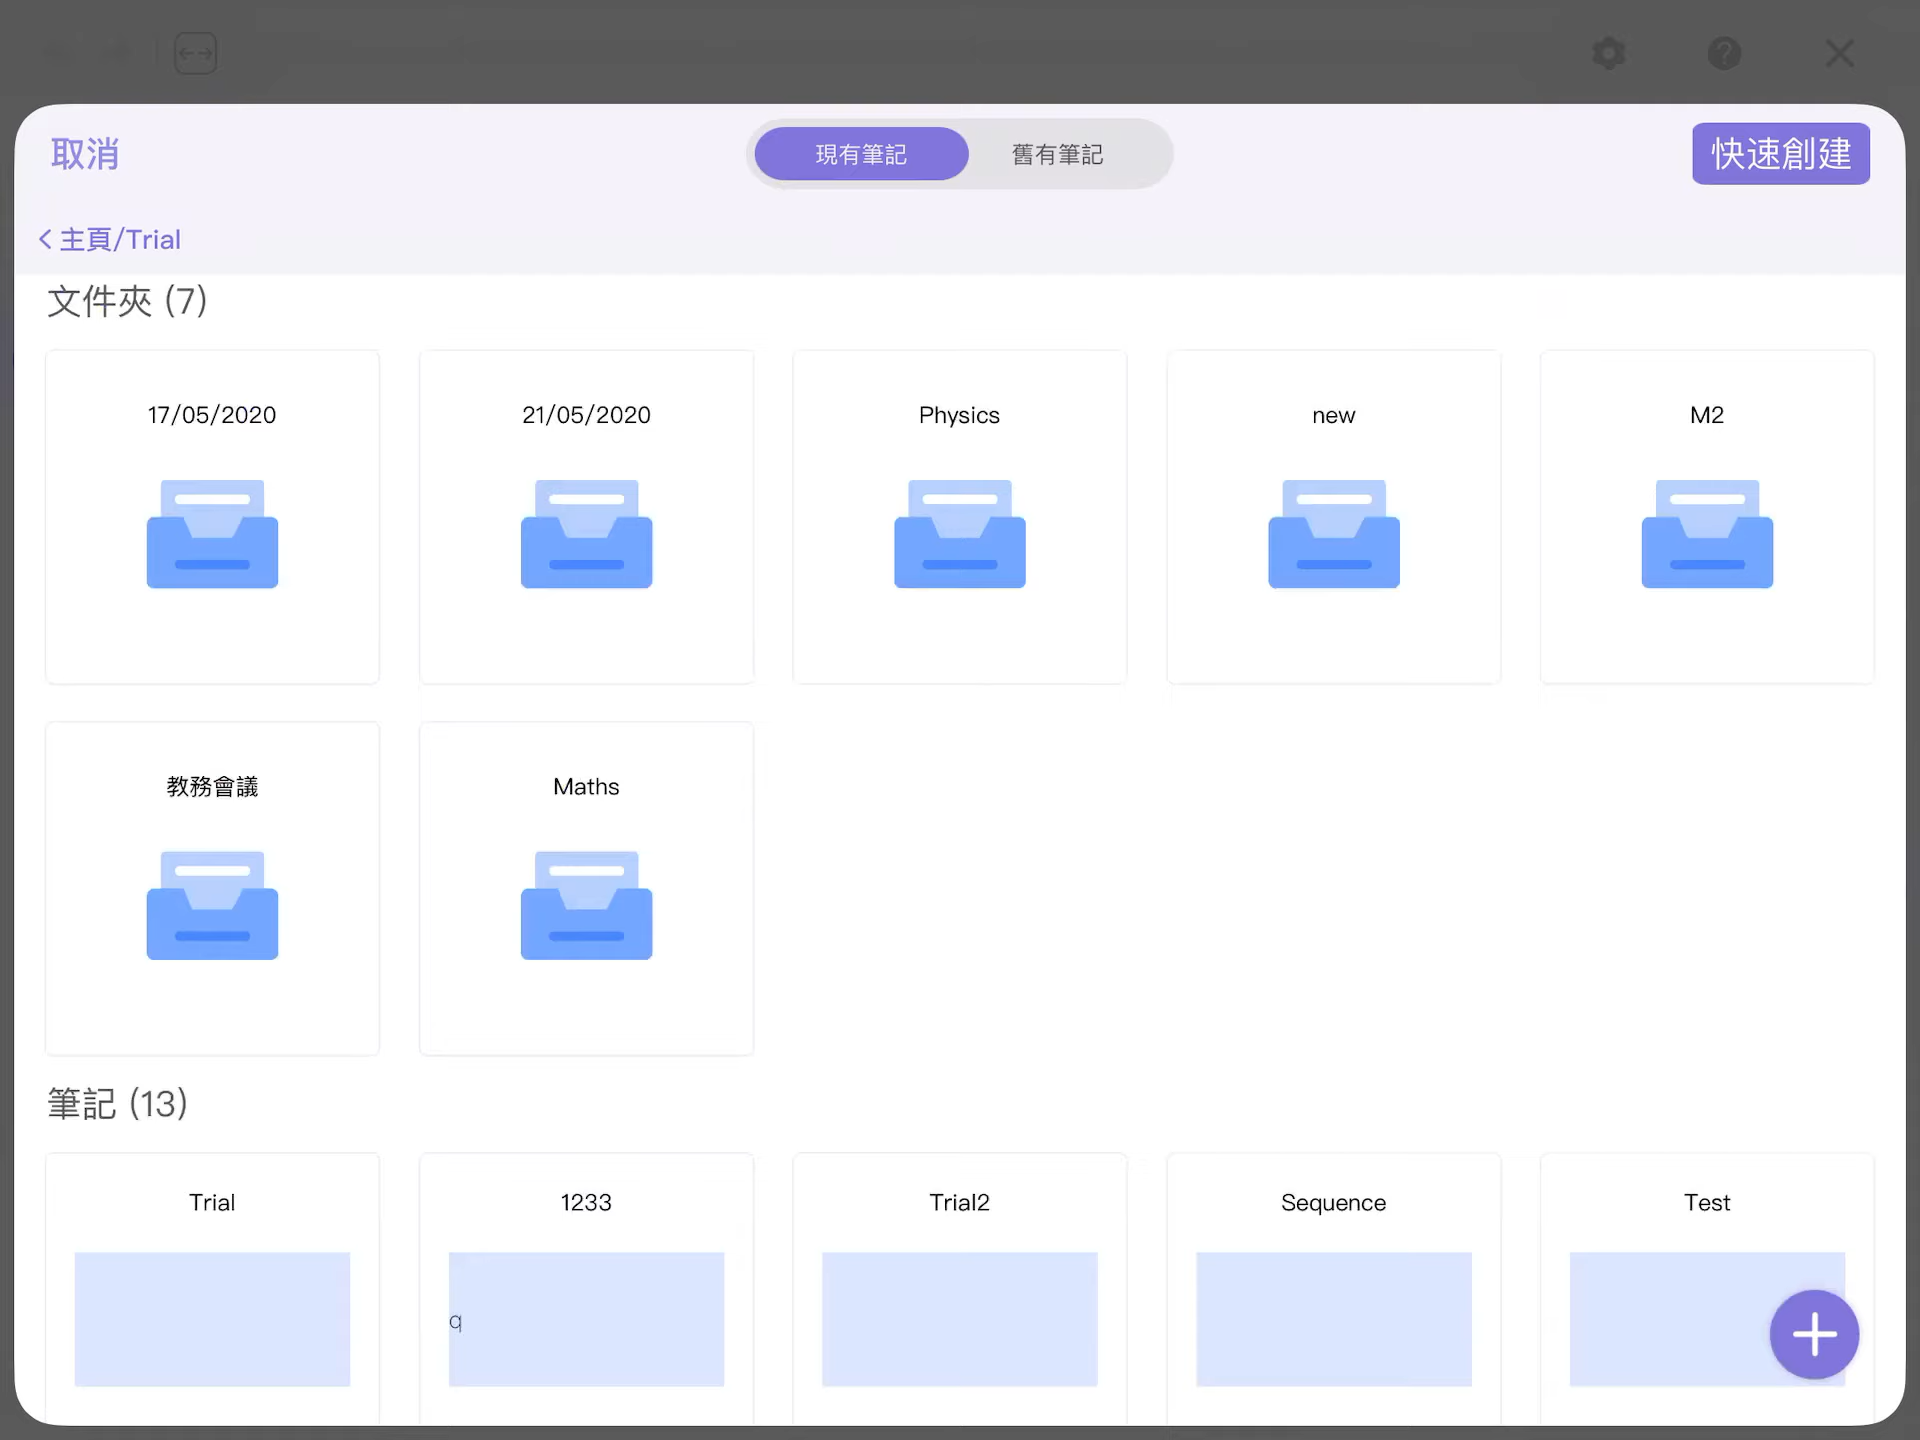 取消
現有筆記
舊有筆記
快速創建
主頁/Trial
文件夾 (7)
17/05/2020
21/05/2020
Physics
new
M2
教務會議
Maths
筆記 (13)
Trial
1233
Trial2
Sequence
Test
q